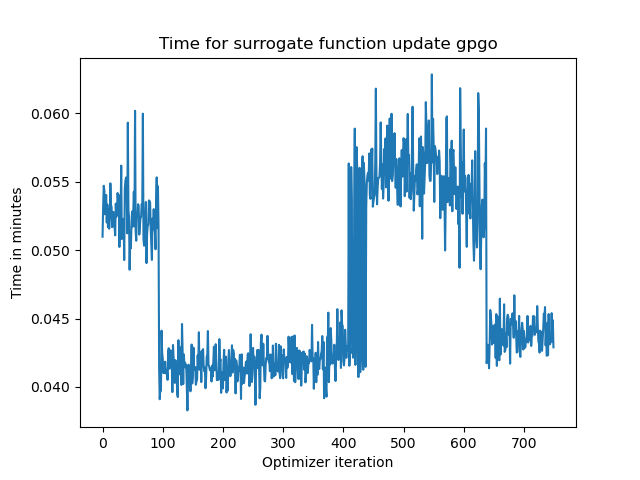 Time for surrogate function update gpgo
Time in minutes
0.060
0.055
0.050
0.045
0.040
0 100 200 300 400 500 600 700
Optimizer iteration